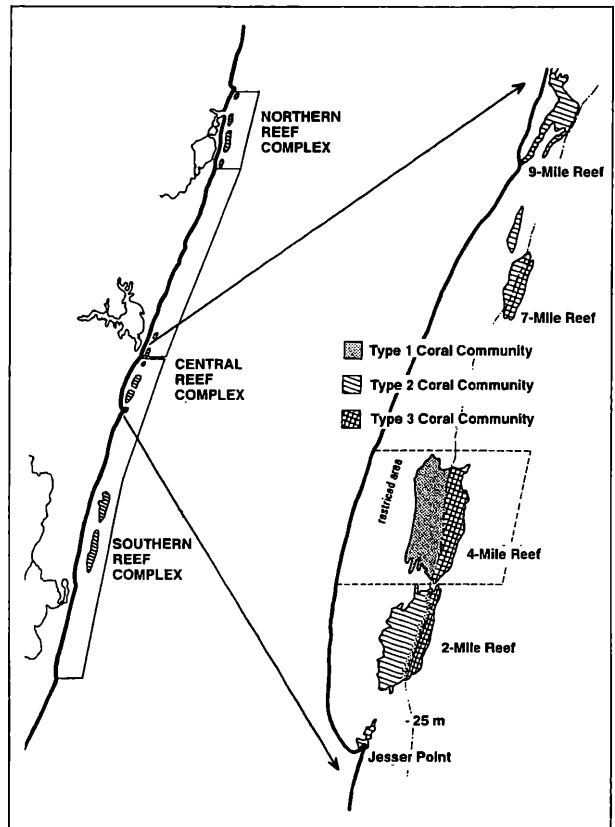 NORTHERN
REEF
COMPLEX
CENTRAL
REEF
COMPLEX
SOUTHERN
REEF
COMPLEX
9-Mile Reef
7-Mile Reef
Type 1 Coral Community
Type 2 Coral Community
Type 3 Coral Community
restriced area
4-Mile Reef
2-Mile Reef
- 25 m
Jesser Point